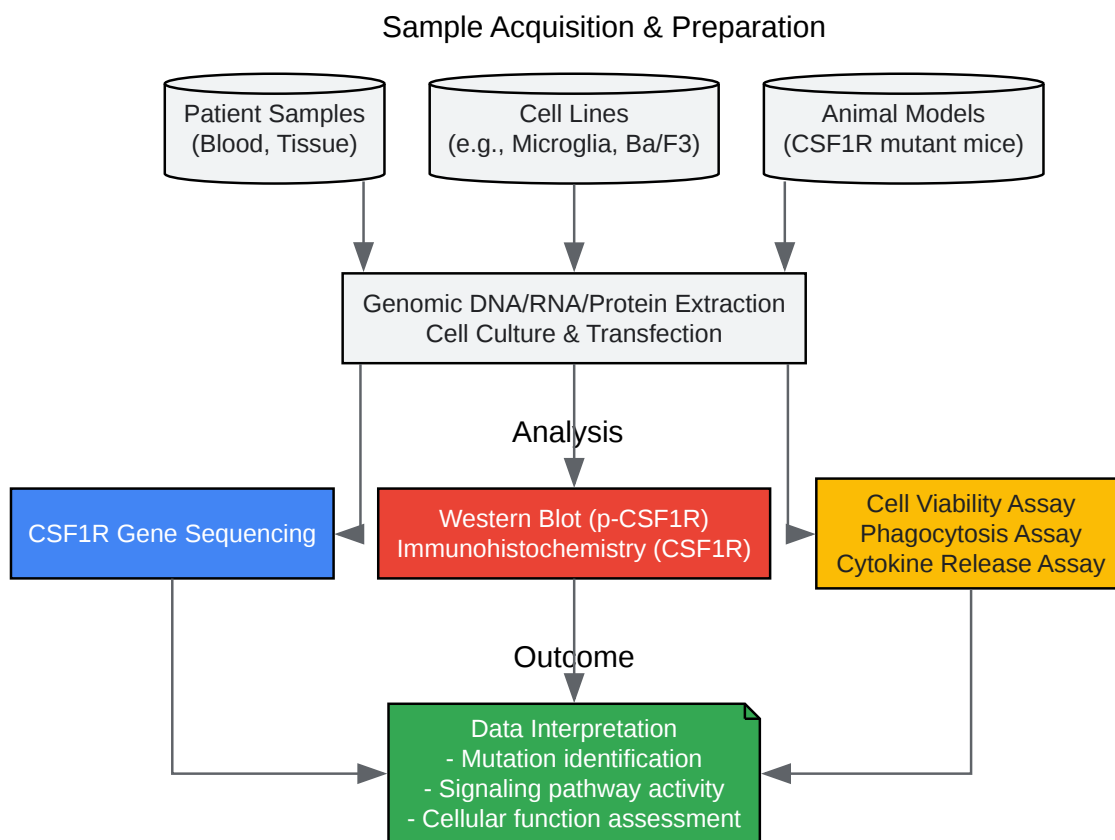 Sample Acquisition & Preparation
Patient Samples
(Blood, Tissue)
Cell Lines
(e.g., Microglia, Ba/F3)
Animal Models
(CSF1R mutant mice)
Genomic DNA/RNA/Protein Extraction
Cell Culture & Transfection
Analysis
CSF1R Gene Sequencing
Western Blot (p-CSF1R)
Immunohistochemistry (CSF1R)
Cell Viability Assay
Phagocytosis Assay
Cytokine Release Assay
Outcome
Data Interpretation
- Mutation identification
- Signaling pathway activity
- Cellular function assessment